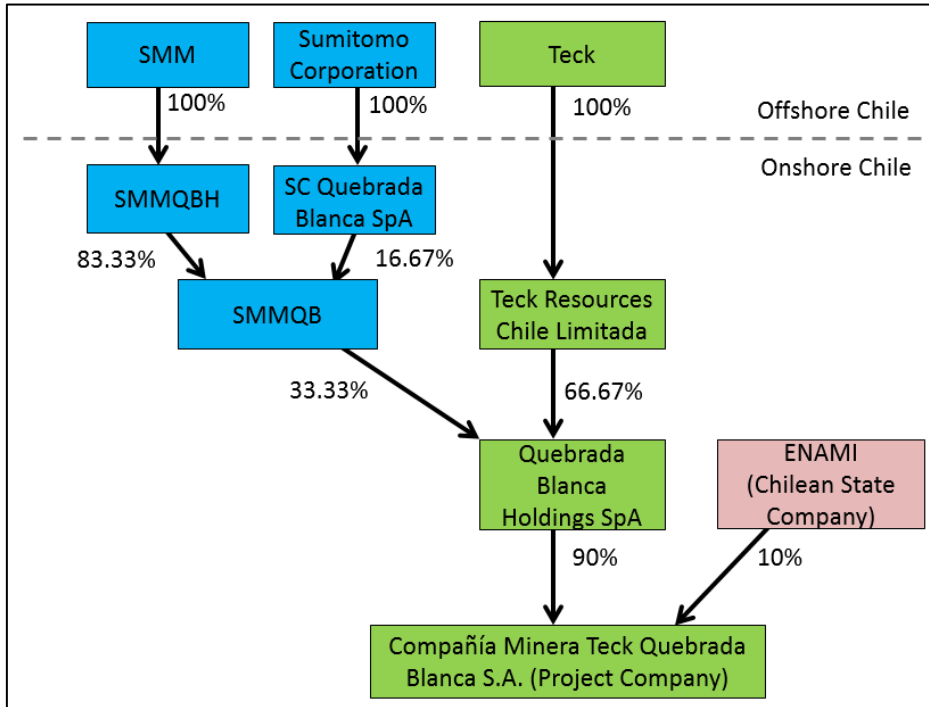 SMM
Sumitomo
Corporation
Teck
100%
100%
100%
Offshore Chile
Onshore Chile
SMMQBH
SC Quebrada
Blanca SpA
83.33%
16.67%
SMMQB
Teck Resources
Chile Limitada
33.33%
66.67%
Quebrada
Blanca
Holdings SpA
ENAMI
(Chilean State
Company)
90%
10%
Compañía Minera Teck Quebrada
Blanca S.A. (Project Company)